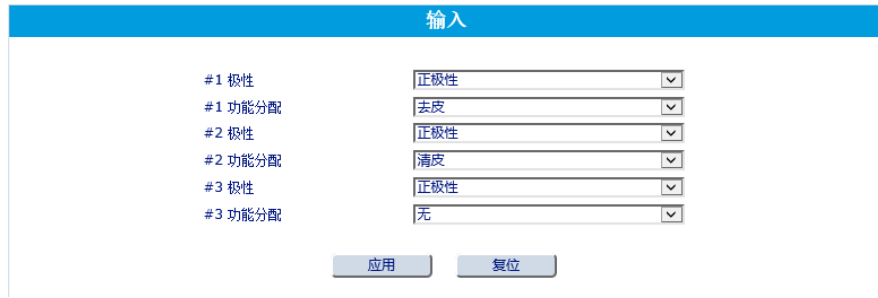 输入
#1 极性 正极性
#1 功能分配 去皮
#2 极性 正极性
#2 功能分配 清皮
#3 极性 正极性
#3 功能分配 无
应用 复位